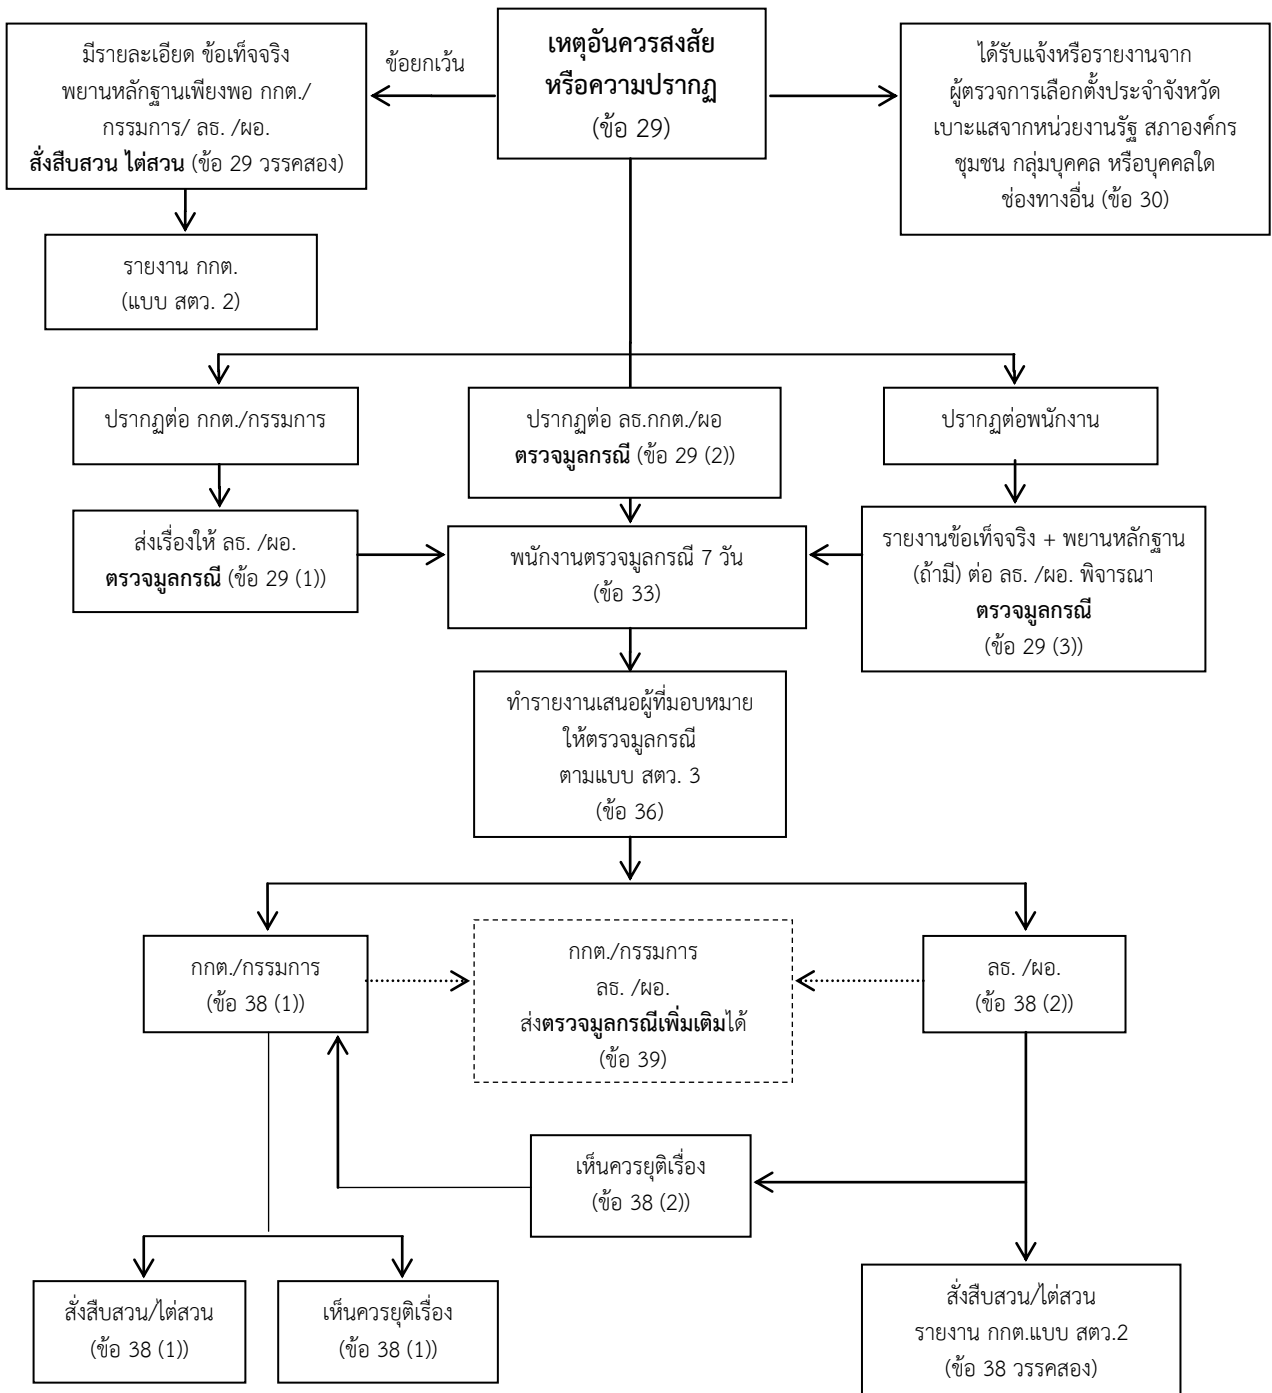 มีรายละเอียด ข้อเท็จจริง
พยานหลักฐานเพียงพอ กกต./
กรรมการ/ ลธ. /ผอ.
สั่งสืบสวน ไต่สวน (ข้อ 29 วรรคสอง)
ข้อยกเว้น
เหตุอันควรสงสัย
หรือความปรากฏ
(ข้อ 29)
ได้รับแจ้งหรือรายงานจาก
ผู้ตรวจการเลือกตั้งประจำจังหวัด
เบาะแสจากหน่วยงานรัฐ สภาองค์กร
ชุมชน กลุ่มบุคคล หรือบุคคลใด
ช่องทางอื่น (ข้อ 30)
รายงาน กกต.
(แบบ สตว. 2)
ปรากฏต่อ กกต./กรรมการ
ปรากฏต่อ ลธ.กกต./ผอ
ตรวจมูลกรณี (ข้อ 29 (2))
ปรากฏต่อพนักงาน
ส่งเรื่องให้ ลธ. /ผอ.
ตรวจมูลกรณี (ข้อ 29 (1))
พนักงานตรวจมูลกรณี 7 วัน
(ข้อ 33)
รายงานข้อเท็จจริง + พยานหลักฐาน
(ถ้ามี) ต่อ ลธ. /ผอ. พิจารณา
ตรวจมูลกรณี
(ข้อ 29 (3))
ทำรายงานเสนอผู้ที่มอบหมาย
ให้ตรวจมูลกรณี
ตามแบบ สตว. 3
(ข้อ 36)
กกต./กรรมการ
(ข้อ 38 (1))
กกต./กรรมการ
ลธ. /ผอ.
ส่งตรวจมูลกรณีเพิ่มเติมได้
(ข้อ 39)
ลธ. /ผอ.
(ข้อ 38 (2))
เห็นควรยุติเรื่อง
(ข้อ 38 (2))
สั่งสืบสวน/ไต่สวน
(ข้อ 38 (1))
เห็นควรยุติเรื่อง
(ข้อ 38 (1))
สั่งสืบสวน/ไต่สวน
รายงาน กกต.แบบ สตว.2
(ข้อ 38 วรรคสอง)